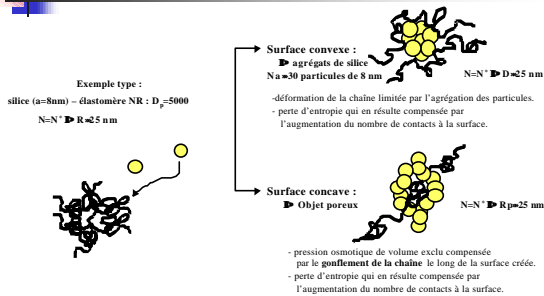 Exemple type :
silice (a=8nm) – élastomère NR : Dp=5000
N=N* R≈25 nm
Surface convexe :
agrégats de silice
Na≈30 particules de 8 nm
N=N* D≈25 nm
-déformation de la chaîne limitée par l'agrégation des particules.
- perte d'entropie qui en résulte compensée par
l'augmentation du nombre de contacts à la surface.
Surface concave :
Objet poreux
N=N* Rp≈25 nm
- pression osmotique de volume exclu compensée
par le gonflement de la chaîne le long de la surface créée.
- perte d'entropie qui en résulte compensée par
l'augmentation du nombre de contacts à la surface.